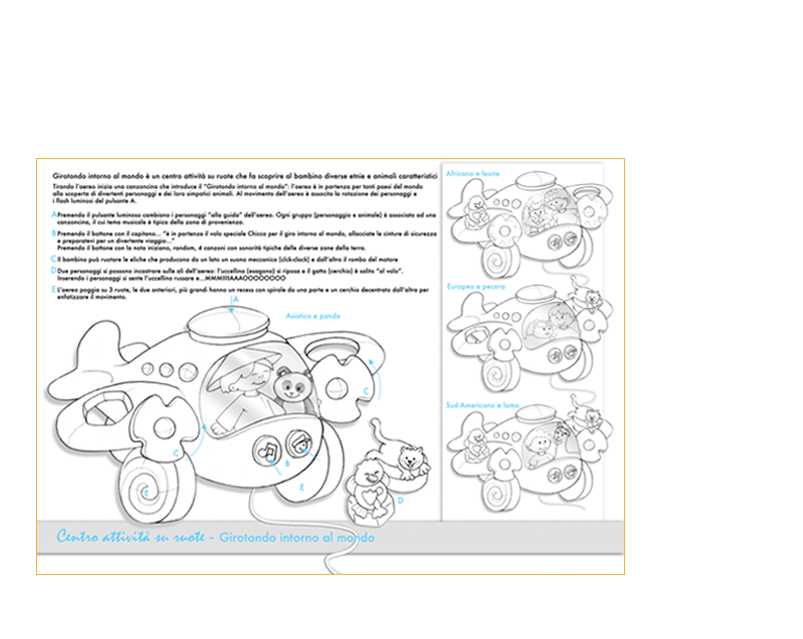 Girotondo intorno al mondo è un centro attività su ruote che fa scoprire al bambino diverse etnie e animali caratteristici
Tirando l'aereo inizia una canzoncina che introduce il "Girotondo intorno al mondo": l'aereo è in partenza per tanti paesi del mondo
alla scoperta di divertenti personaggi e dei loro simpatici animali. Al movimento dell'aereo è associta la rotazione dei personaggi e
i flash luminosi del pulsante A.
A Premendo il pulsante luminoso cambiano i personaggi "alla guida" dell'aereo. Ogni gruppo (personaggio e animale) è associato ad una
canzoncina, il cui tema musicale è tipico della zona di provenienza.
B Premendo il bottone con il capitano... "è in partenza il volo speciale Chicco per il giro intorno al mondo, allacciate le cinture di sicurezza
e preparatevi per un divertente viaggio..."
Premendo il bottone con la nota iniziano, random, 4 canzoni con sonorità tipiche delle diverse zone della terra.
C Il bambino può ruotare le eliche che producono da un lato un suono meccanico (click-clack) e dall'altro il rombo del motore
D Due personaggi si possono incastrare sulle ali dell'aereo: l'uccellino (esagono) si riposa e il gatto (cerchio) è salito "al volo".
Inserendo i personaggi si sente l'uccellino russare e...MMMIIIAAAOOOOOOOO
E L'aereo poggia su 3 ruote, le due anteriori, più grandi hanno un recess con spirale da una parte e un cerchio decentrato dall'altra per
enfatizzare il movimento.
A
Asiatico e panda
C
C
B
E
E
D
Africano e leone
Europeo e pecora
Sud-Americano e lama
Centro attività su ruote - Girotondo intorno al mondo